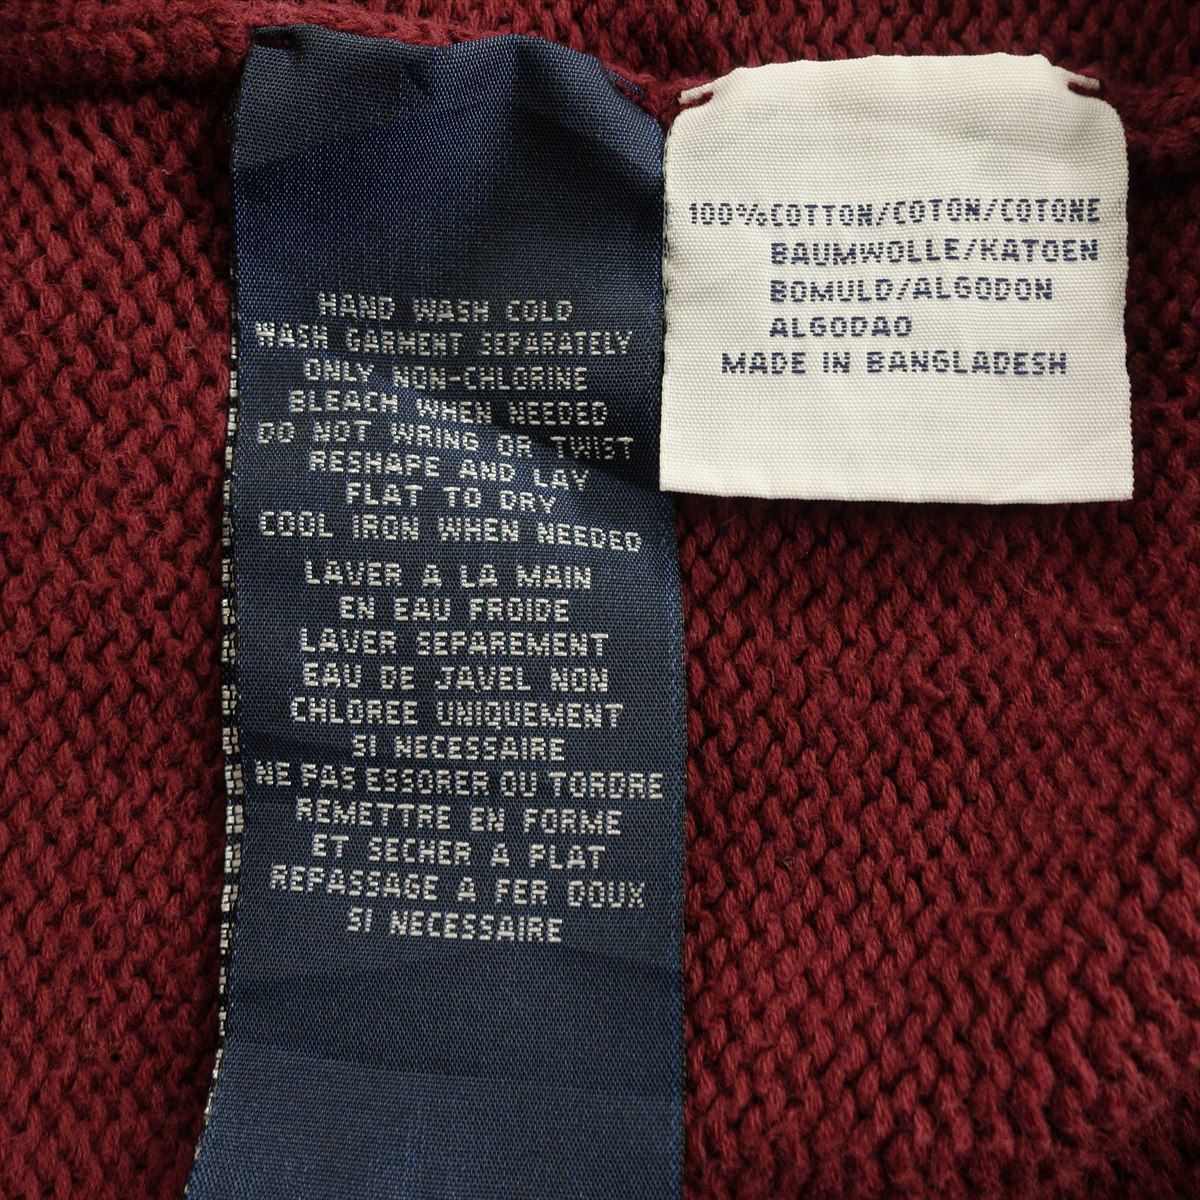 HAND WASH COLD
WASH GARMENT SEPARATELY
ONLY NON-CHLORINE
BLEACH WHEN NEEDED
DO NOT WRING OR TWIST
RESHAPE AND LAY
FLAT TO DRY
COOL IRON WHEN NEEDED
LAVER A LA MAIN
EN EAU FROIDE
LAVER SEPAREMENT
EAU DE JAVEL NON
CHLOREE UNIQUEMENT
SI NECESSAIRE
NE PAS ESSORER OU TORDRE
REMETTRE EN FORME
ET SECHER A PLAT
REPASSAGE A FER DOUX
SI NECESSAIRE
100%COTTON/COTON/COTONE
BAUMWOLLE/KATOEN
BOMULD/ALGODON
ALGODAO
MADE IN BANGLADESH